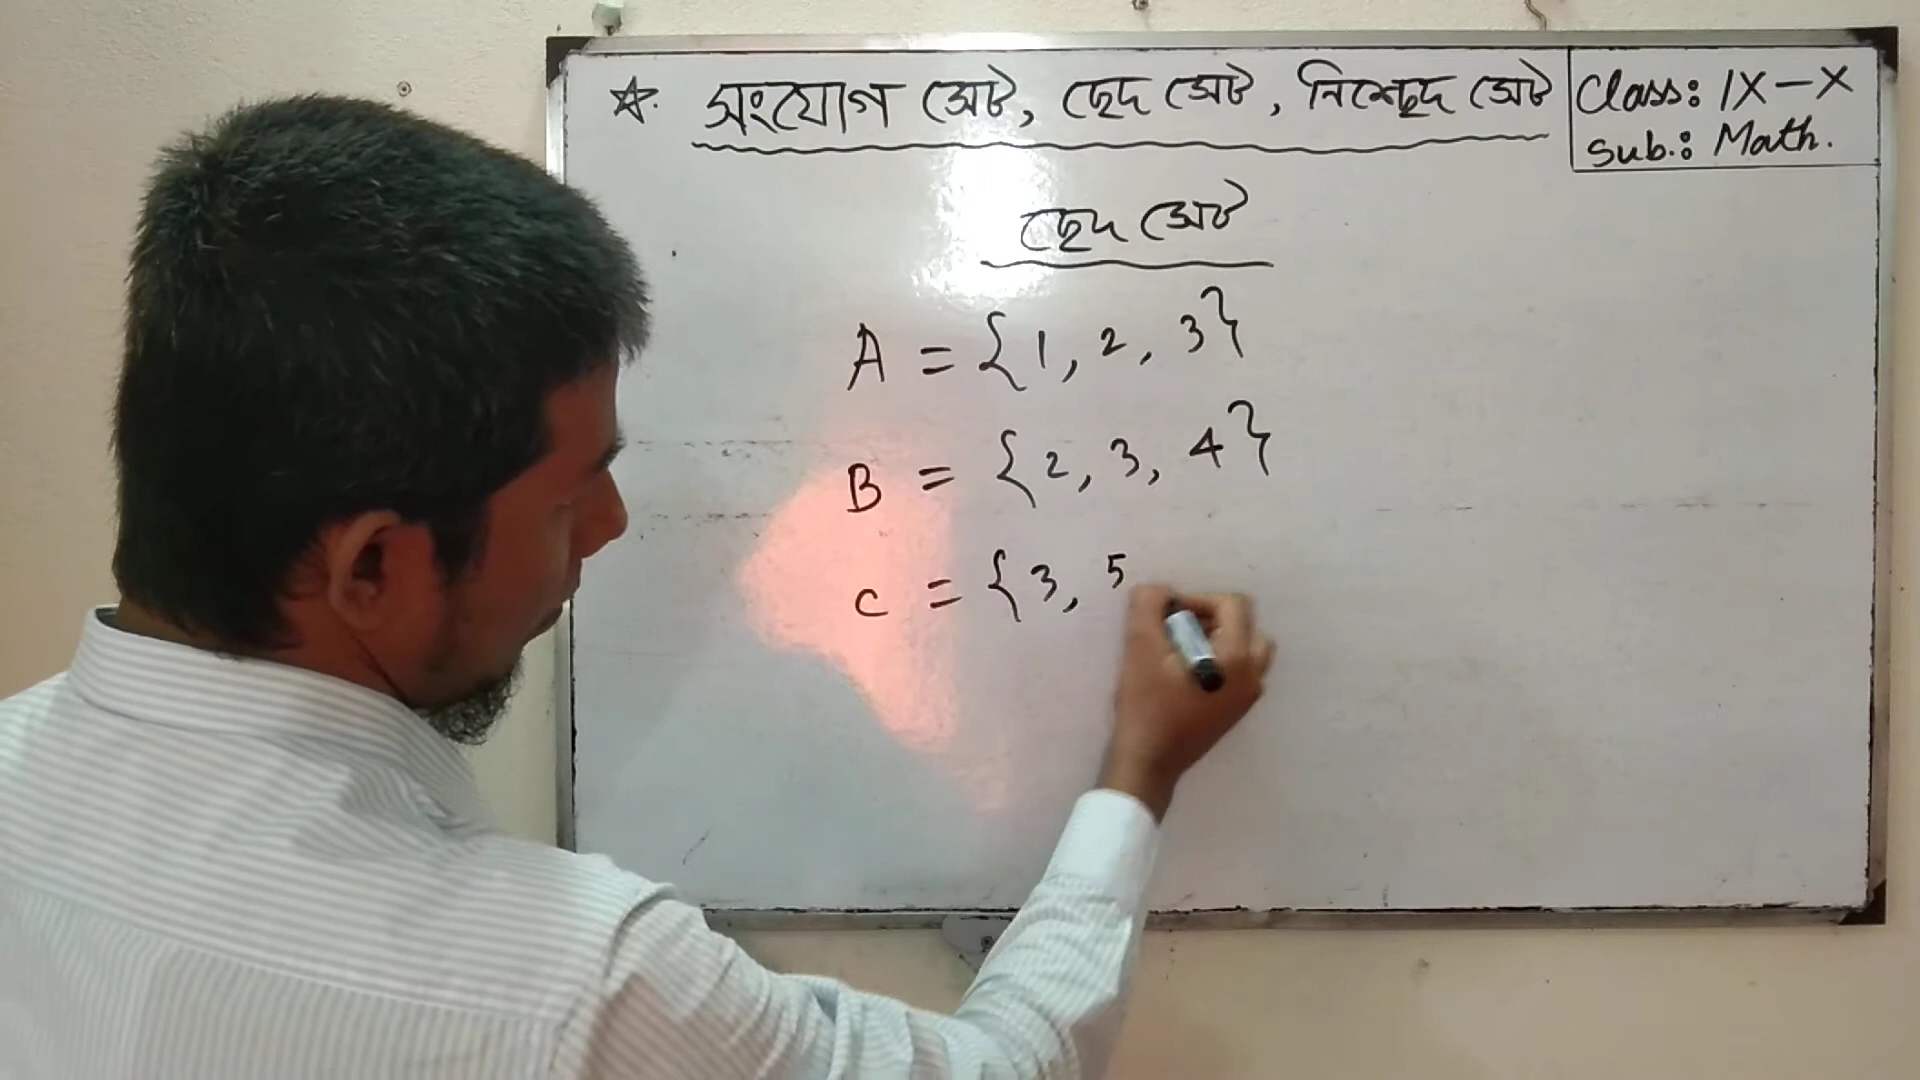 ☆. সংযোগ সেট, ছেদ সেট, নিশ্ছেদ সেট
Class: IX-X
Sub.: Math.
ছেদ সেট
A = {1, 2, 3}
B = {2, 3, 4}
C = {3, 5